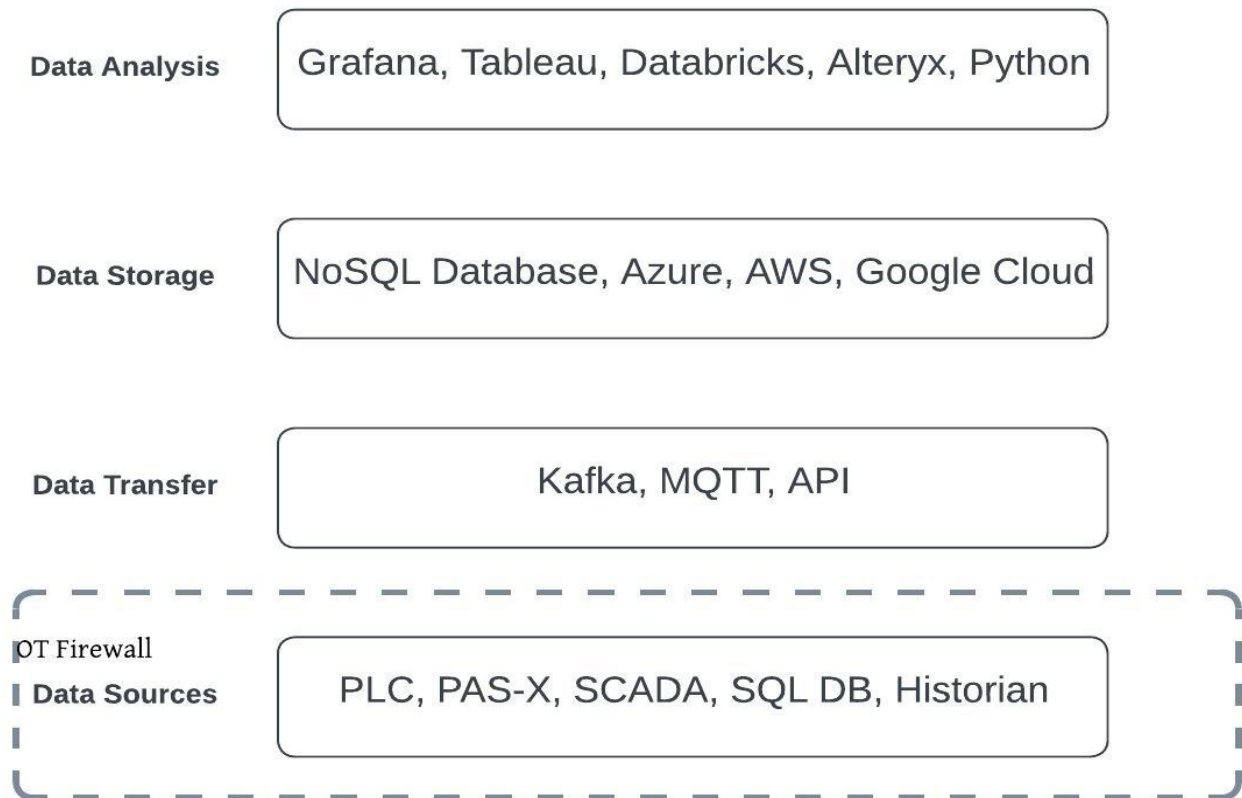 Data Analysis
Grafana, Tableau, Databricks, Alteryx, Python
Data Storage
NoSQL Database, Azure, AWS, Google Cloud
Data Transfer
Kafka, MQTT, API
OT Firewall
Data Sources
PLC, PAS-X, SCADA, SQL DB, Historian